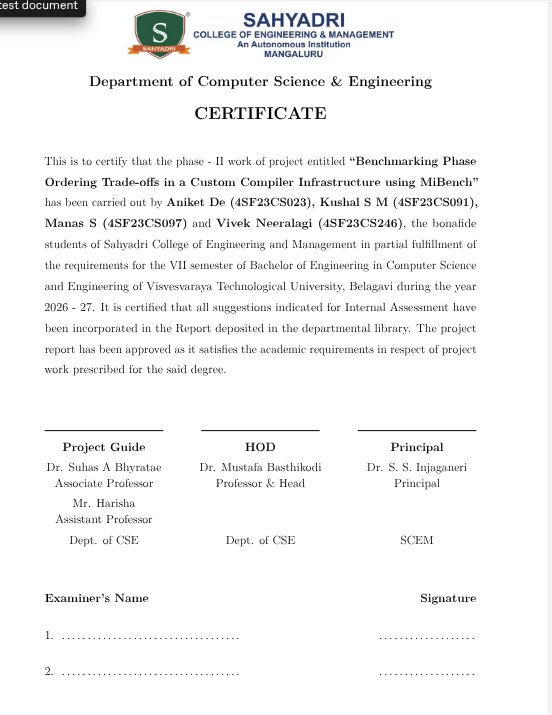 test document
S
SAHYADRI
SAHYADRI
COLLEGE OF ENGINEERING & MANAGEMENT
An Autonomous Institution
MANGALURU
Department of Computer Science & Engineering
CERTIFICATE
This is to certify that the phase - II work of project entitled “Benchmarking Phase
Ordering Trade-offs in a Custom Compiler Infrastructure using MiBench”
has been carried out by Aniket De (4SF23CS023), Kushal S M (4SF23CS091),
Manas S (4SF23CS097) and Vivek Neeralagi (4SF23CS246), the bonafide
students of Sahyadri College of Engineering and Management in partial fulfillment of
the requirements for the VII semester of Bachelor of Engineering in Computer Science
and Engineering of Visvesvaraya Technological University, Belagavi during the year
2026 - 27. It is certified that all suggestions indicated for Internal Assessment have
been incorporated in the Report deposited in the departmental library. The project
report has been approved as it satisfies the academic requirements in respect of project
work prescribed for the said degree.
Project Guide HOD Principal
Dr. Suhas A Bhyratae Dr. Mustafa Basthikodi Dr. S. S. Injaganeri
Associate Professor Professor & Head Principal
Mr. Harisha
Assistant Professor
Dept. of CSE Dept. of CSE SCEM
Examiner's Name Signature
1. ................................... ...................
2. ................................... ...................